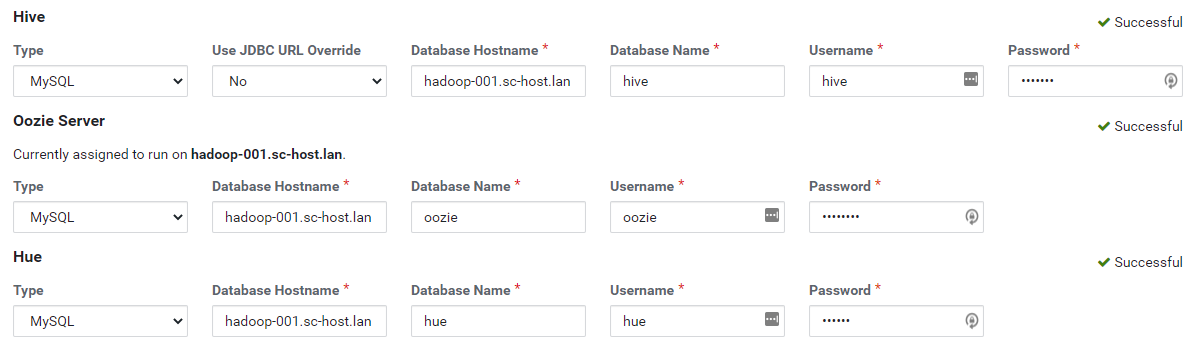 Hive
Successful
Type Use JDBC URL Override Database Hostname * Database Name * Username * Password *
MySQL No hadoop-001.sc-host.lan hive hive •••••••
Oozie Server
Successful
Currently assigned to run on hadoop-001.sc-host.lan.
Type Database Hostname * Database Name * Username * Password *
MySQL hadoop-001.sc-host.lan oozie oozie ••••••••
Hue
Successful
Type Database Hostname * Database Name * Username * Password *
MySQL hadoop-001.sc-host.lan hue hue ••••••